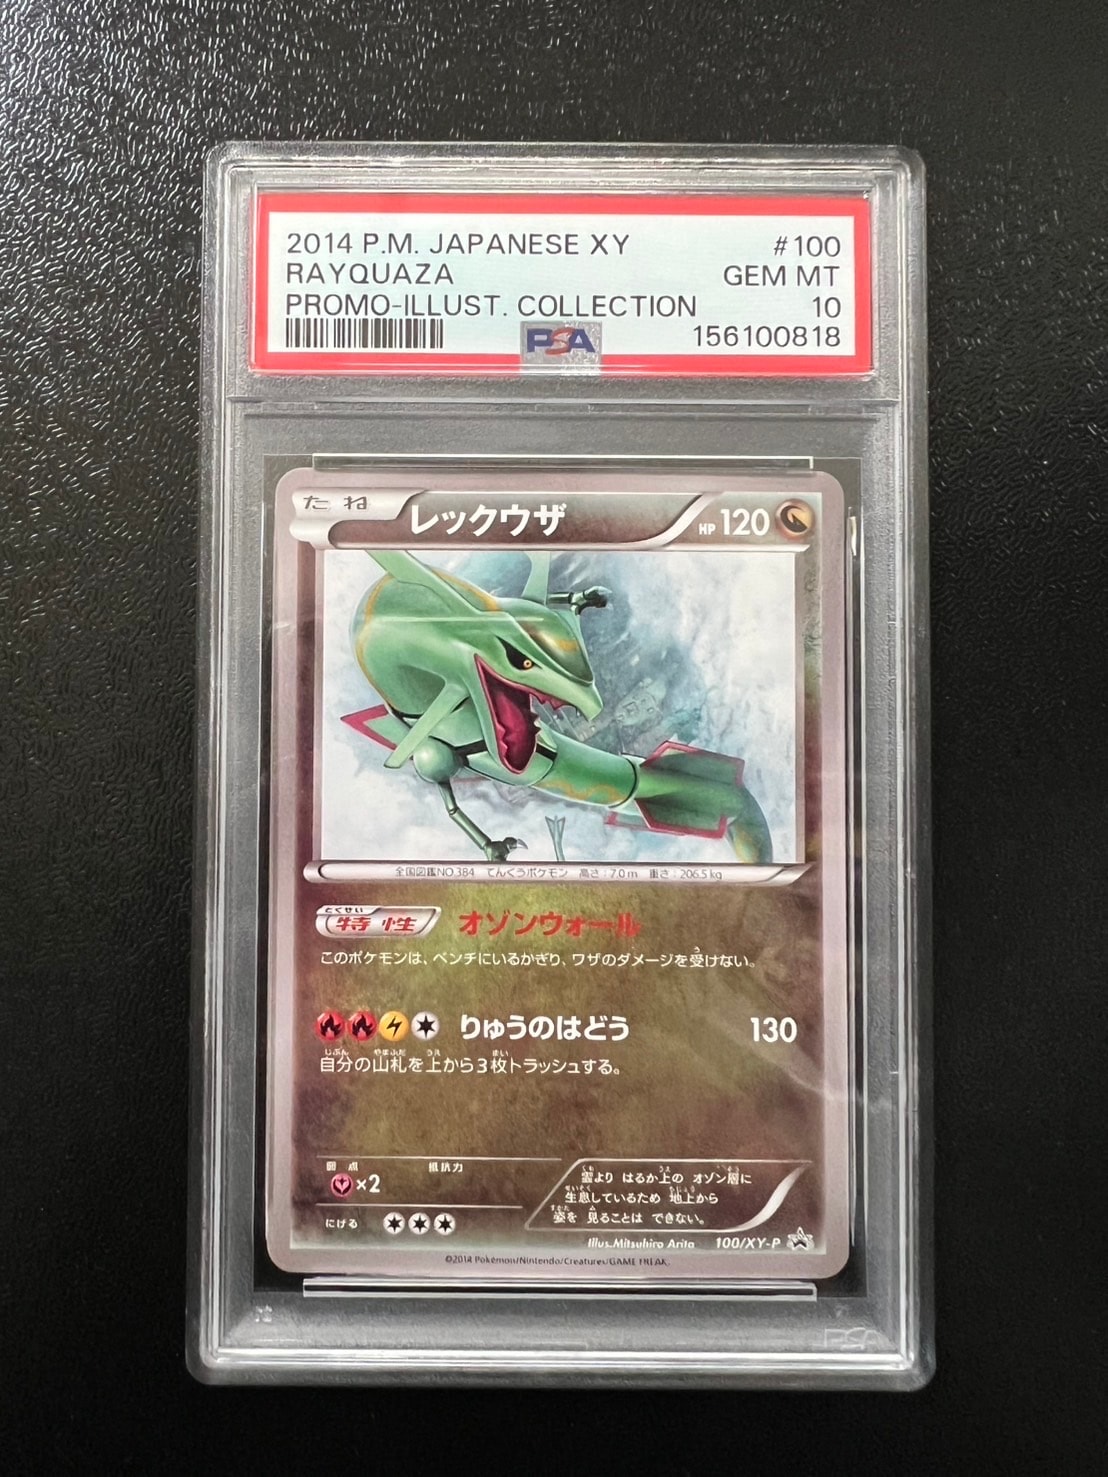 2014 P.M. JAPANESE XY #100
RAYQUAZA GEM MT
PROMO-ILLUST. COLLECTION 10
PSA 156100818
たね レックウザ HP 120
全国図鑑NO.384 てんくうポケモン 高さ:7.0m 重さ:206.5kg
とくせい
特性 オゾンウォール
このポケモンは、ベンチにいるかぎり、ワザのダメージを受けない。
りゅうのはどう 130
自分の山札を上から3枚トラッシュする。
弱点 抵抗力
×2
にげる
雲より はるか上の オゾン層に
生息しているため 地上から
姿を 見ることは できない。
Illus.Mitsuhiro Arita 100/XY-P
©2014 Pokémon/Nintendo/Creatures/GAME FREAK.
PSA